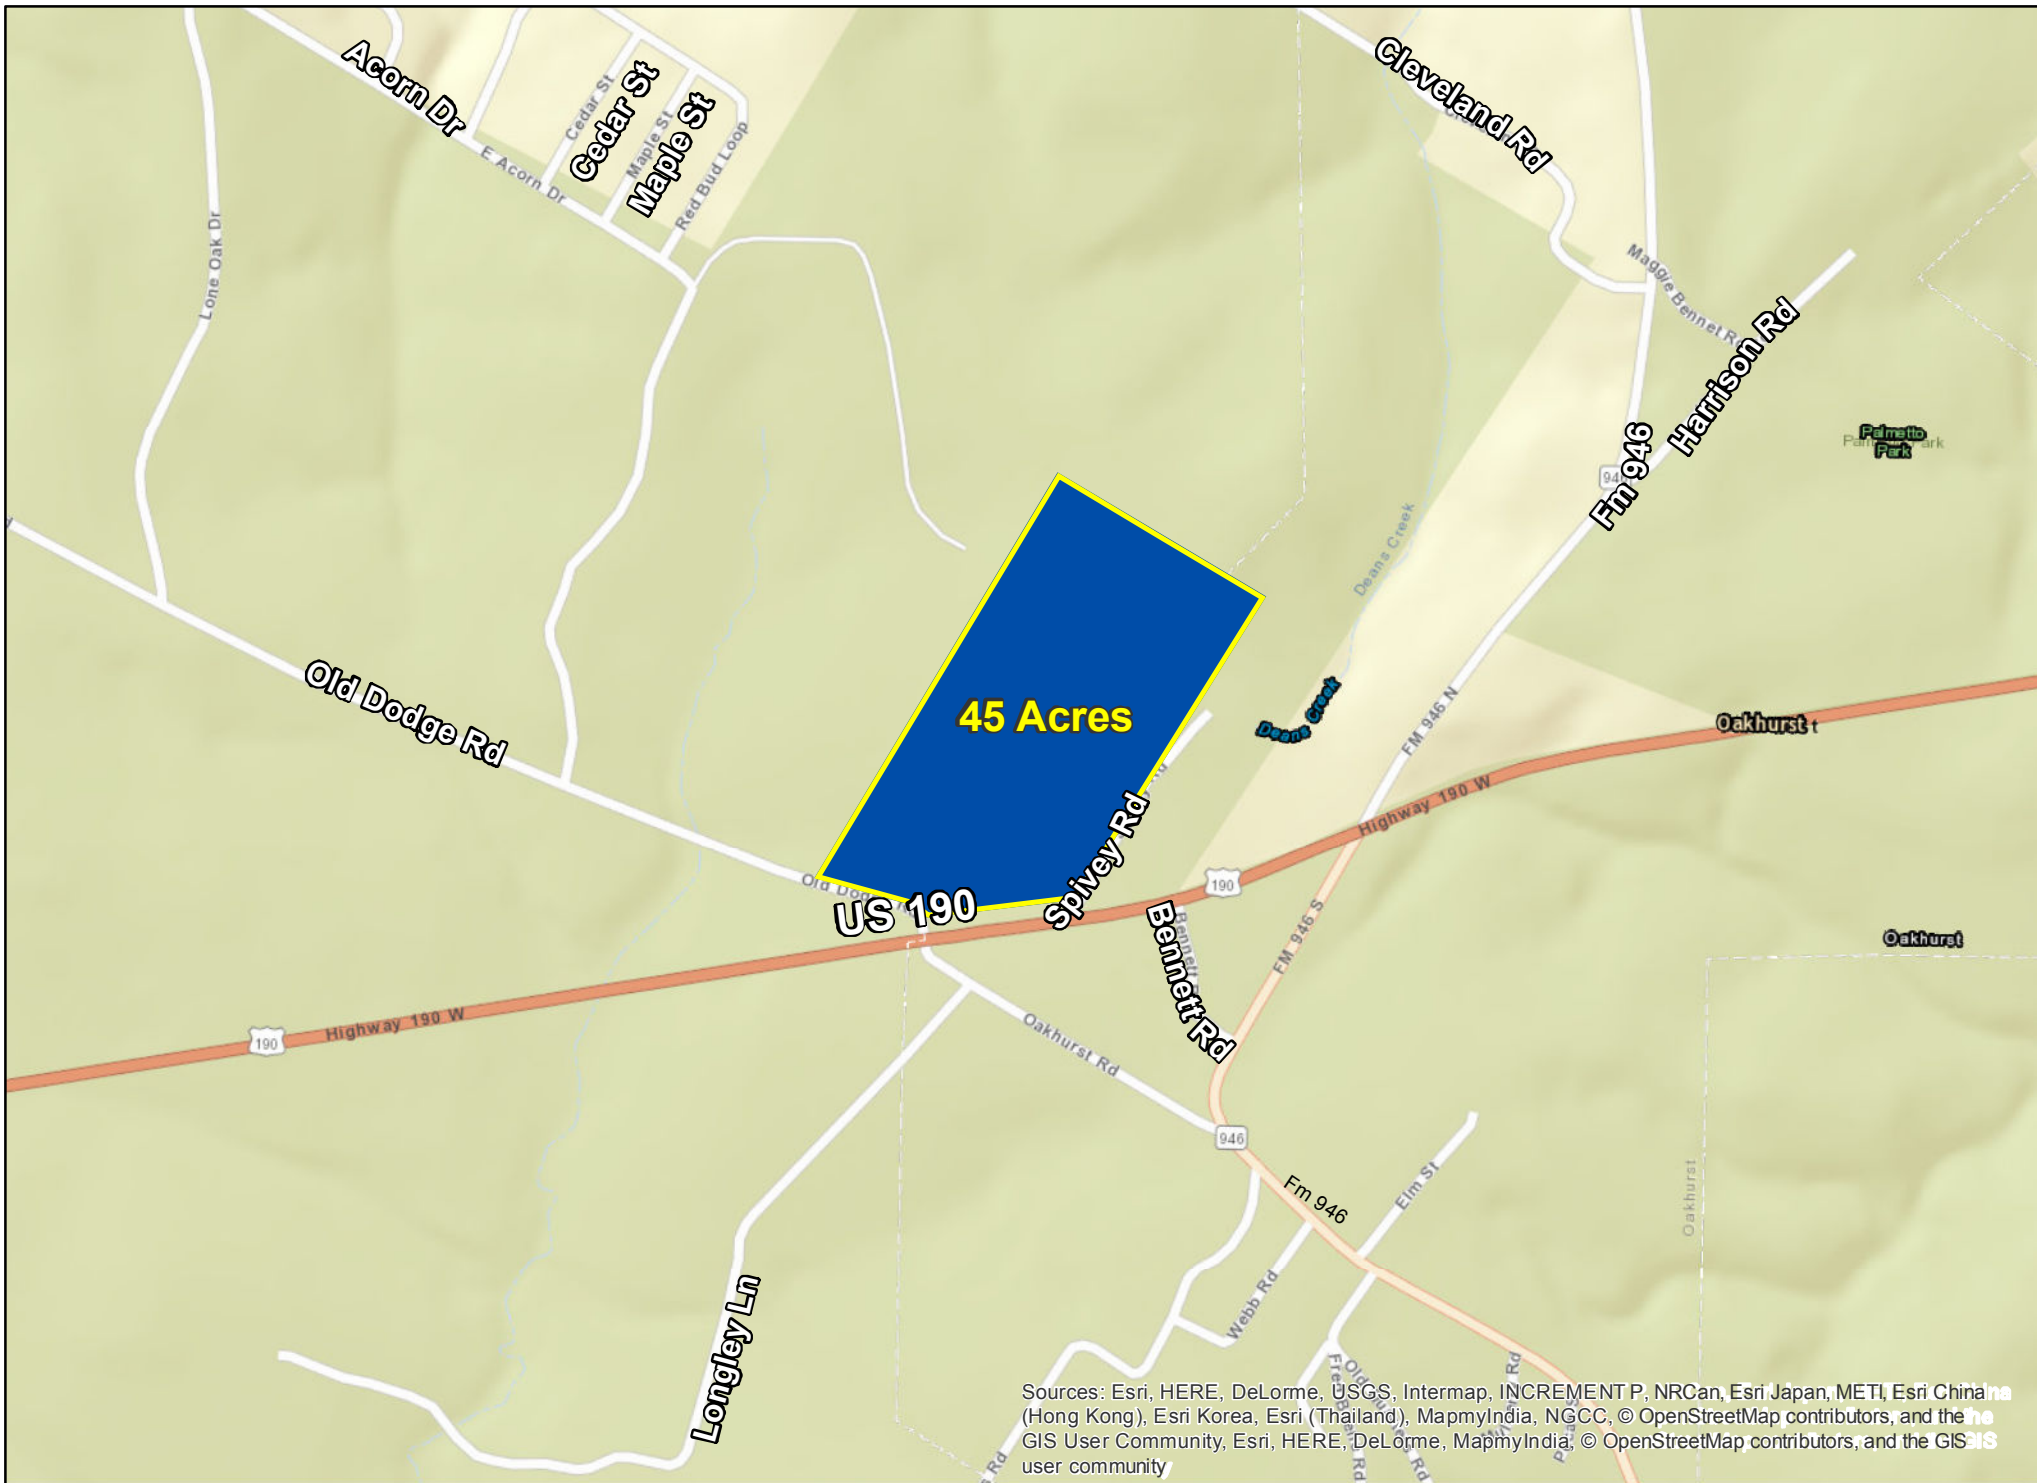 Acorn Dr
Cedar St
Cedar St
Maple St
Maple St
Red Bud Loop
E Acorn Dr
Lone Oak Dr
Cleveland Rd
Maggie Bennet Rd
Harrison Rd
Fm 946
Palmetto
Park
Deans Creek
Deans Creek
45 Acres
Old Dodge Rd
FM 946 N
Oakhurst
Highway 190 W
Spivey Rd
Old Dodge Rd
US 190
190
Bennett Rd
Bennett
FM 946 S
Oakhurst
Highway 190 W
190
Oakhurst Rd
946
Fm 946
Elm St
Oakhurst
Webb Rd
Longley Ln
Sources: Esri, HERE, DeLorme, USGS, Intermap, INCREMENT P, NRCan, Esri Japan, METI, Esri China
(Hong Kong), Esri Korea, Esri (Thailand), MapmyIndia, NGCC, © OpenStreetMap contributors, and the
GIS User Community, Esri, HERE, DeLorme, MapmyIndia, © OpenStreetMap contributors, and the GIS
user community